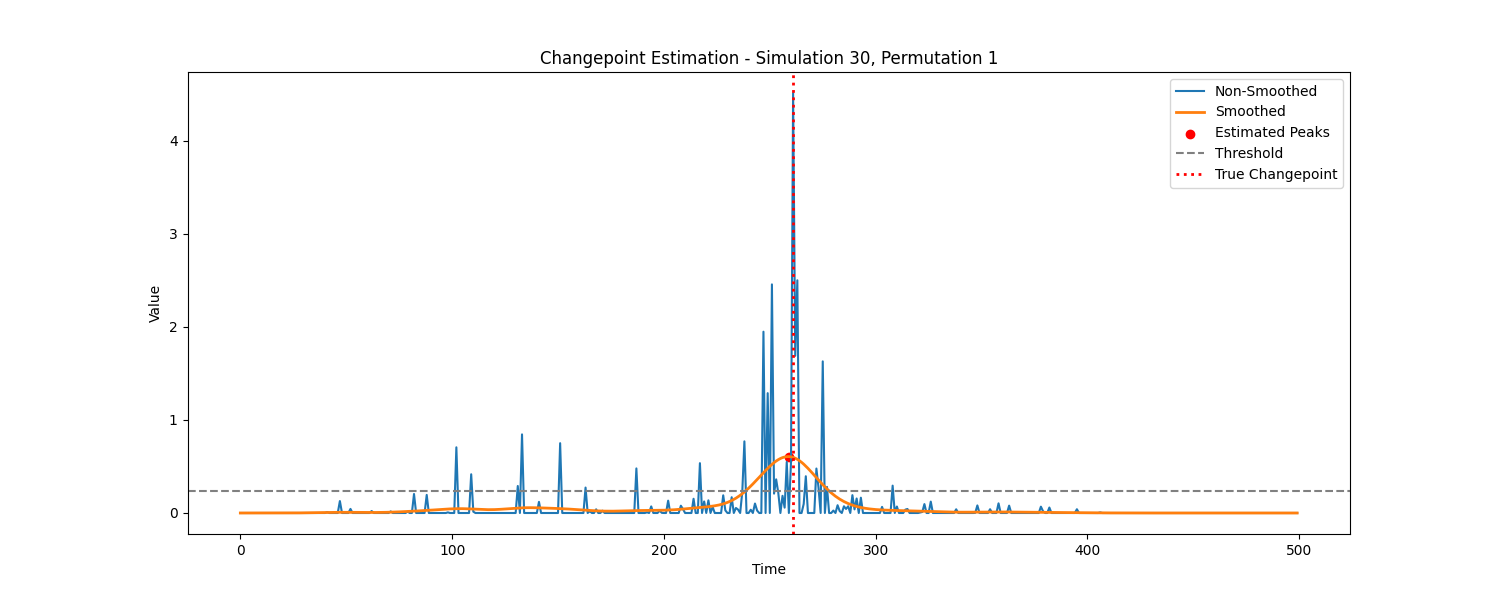 Changepoint Estimation - Simulation 30, Permutation 1
Non-Smoothed
Smoothed
Estimated Peaks
Threshold
True Changepoint
Value
4
3
2
1
0
0 100 200 300 400 500
Time